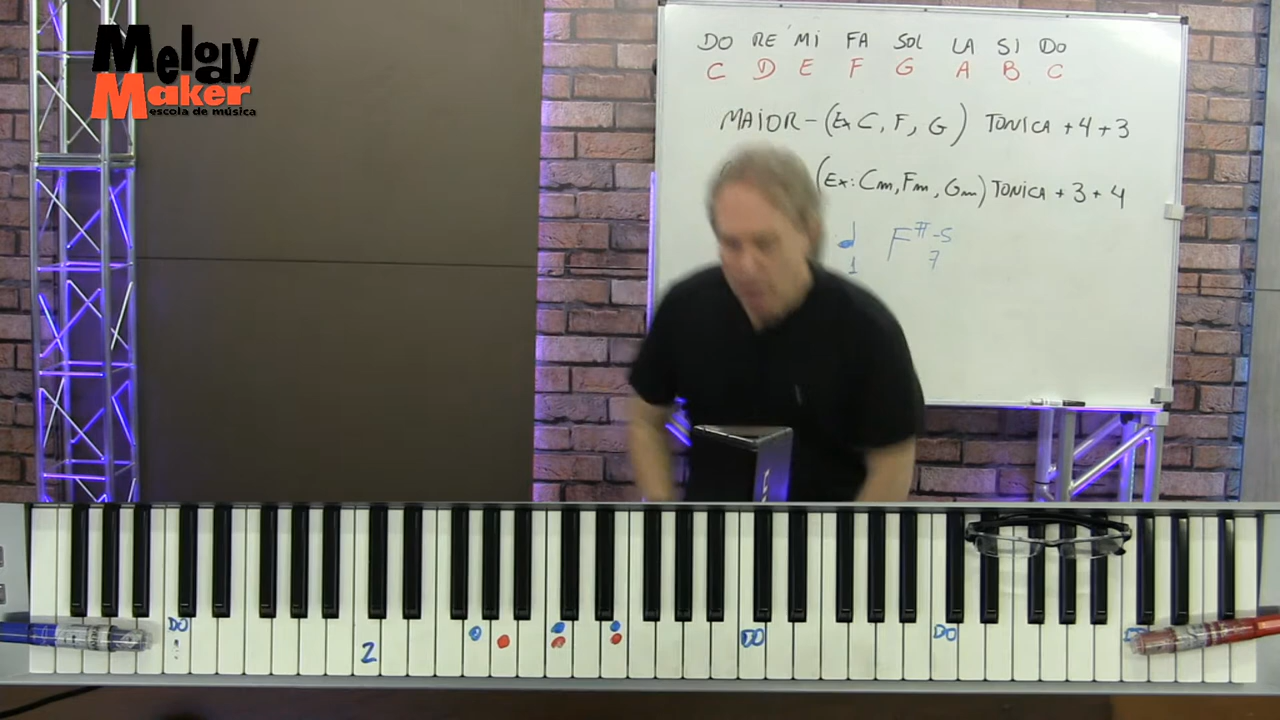 Melody
Maker
escola de música
DO RE MI FA SOL LA SI DO
C D E F G A B C
MAIOR - (Ex C, F, G) TONICA + 4 + 3
(Ex: Cm, Fm, Gm) TONICA + 3 + 4
F#-5
7
1
DO
2
DO
DO